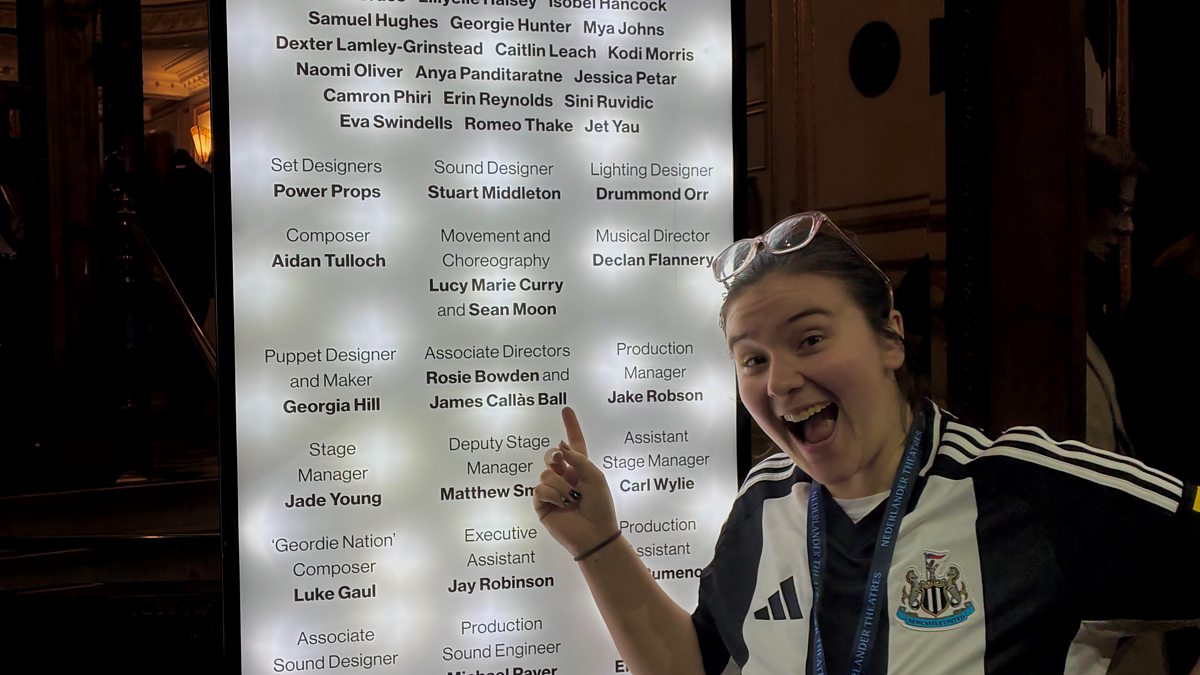 Isobel Hancock
Samuel Hughes Georgie Hunter Mya Johns
Dexter Lamley-Grinstead Caitlin Leach Kodi Morris
Naomi Oliver Anya Panditaratne Jessica Petar
Camron Phiri Erin Reynolds Sini Ruvidic
Eva Swindells Romeo Thake Jet Yau
Set Designers
Power Props
Sound Designer
Stuart Middleton
Lighting Designer
Drummond Orr
Composer
Aidan Tulloch
Movement and
Choreography
Lucy Marie Curry
and Sean Moon
Musical Director
Declan Flannery
Puppet Designer
and Maker
Georgia Hill
Associate Directors
Rosie Bowden and
James Callàs Ball
Production
Manager
Jake Robson
Stage
Manager
Jade Young
Deputy Stage
Manager
Matthew
Assistant
Stage Manager
Carl Wylie
'Geordie Nation'
Composer
Luke Gaul
Executive
Assistant
Jay Robinson
Production
Associate
Sound Designer
Production
Sound Engineer
NEDERLANDER THEATRES
NEWCASTLE UNITED